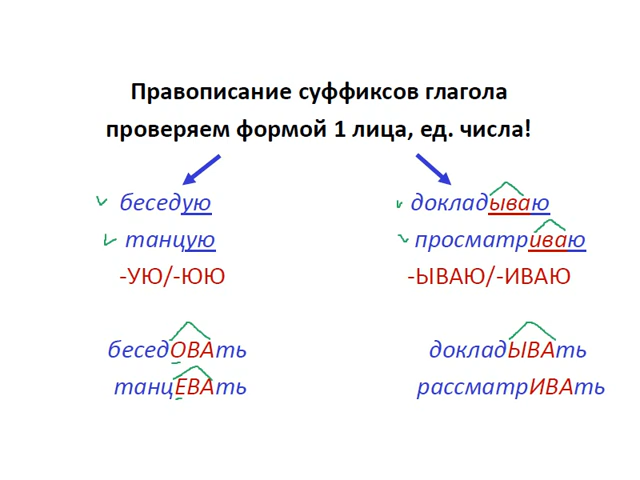 Правописание суффиксов глагола
проверяем формой 1 лица, ед. числа!
беседую
танцую
-УЮ/-ЮЮ
беседОВАть
танцЕВАть
докладываю
просматриваю
-ЫВАЮ/-ИВАЮ
докладЫВАть
рассматрИВАть